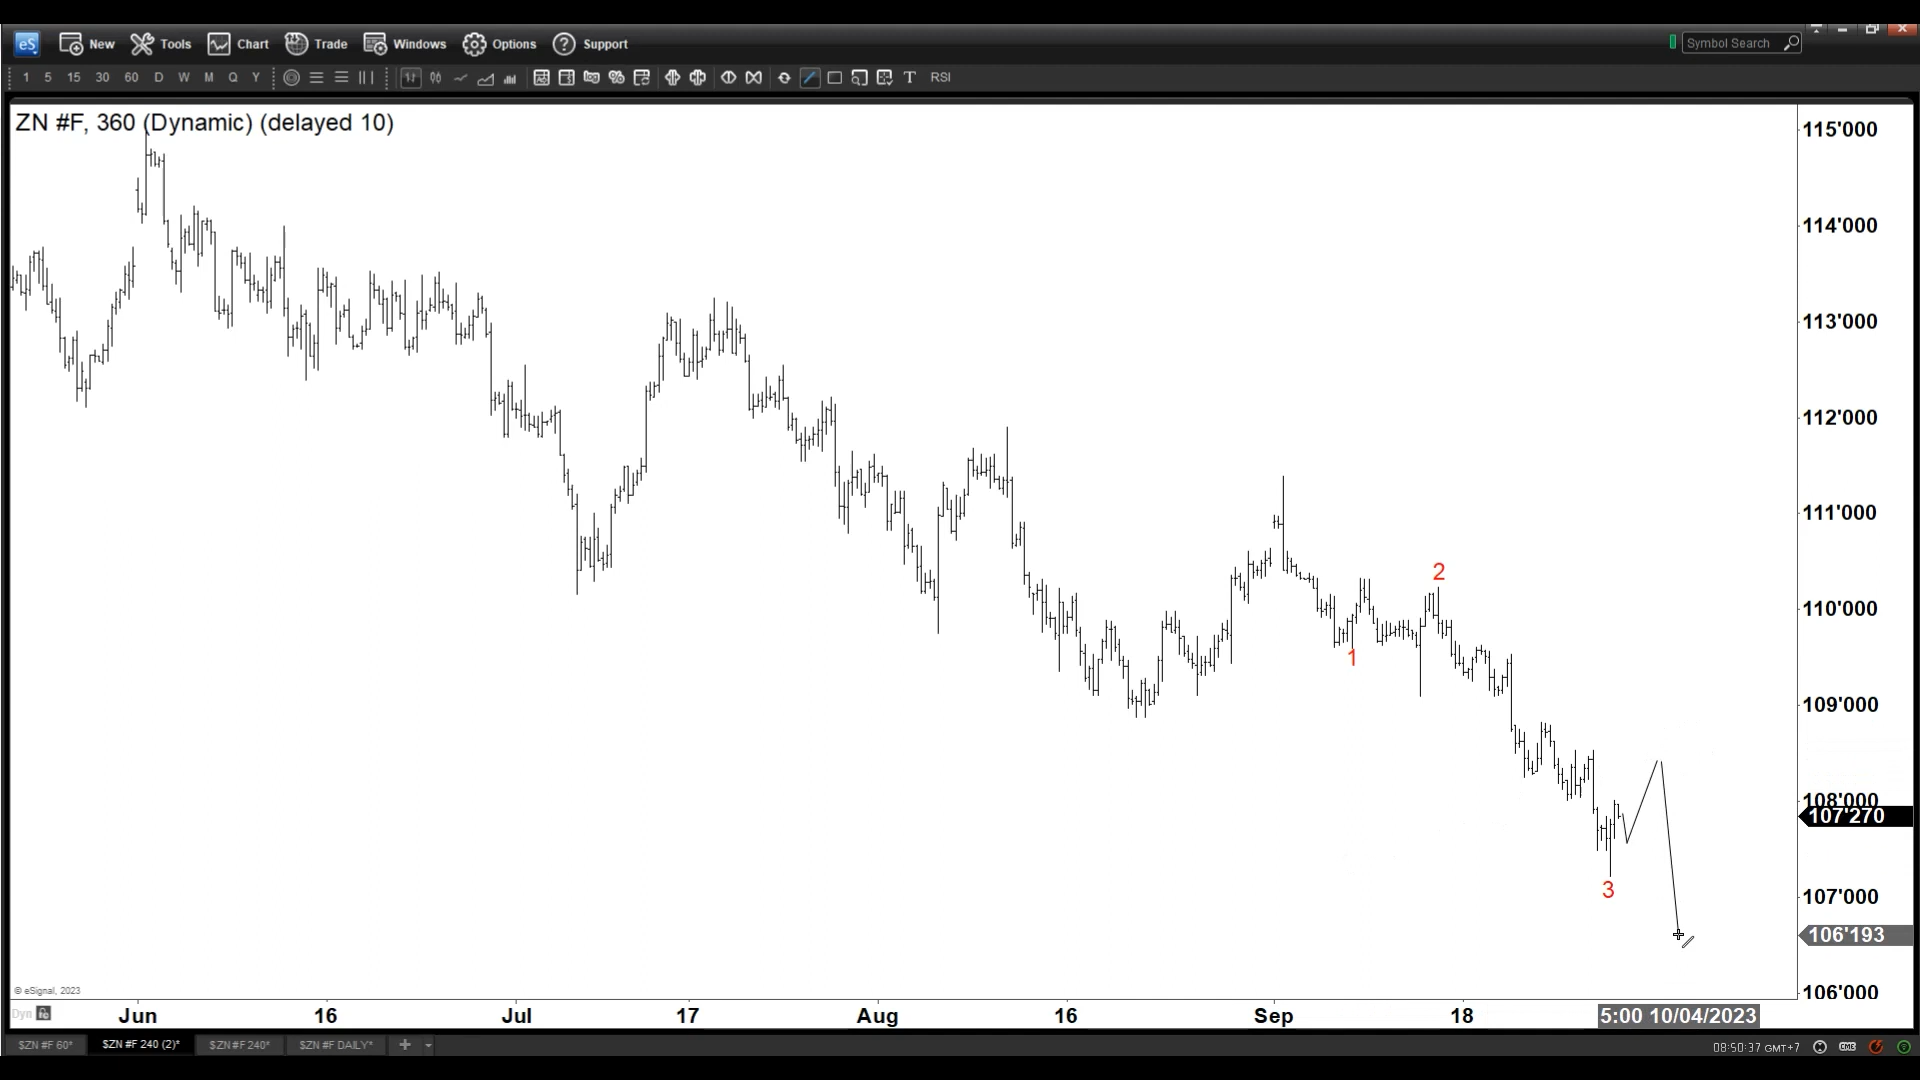 eS New Tools Chart Trade Windows Options Support Symbol Search
1 5 15 30 60 D W M Q Y T RSI
ZN #F, 360 (Dynamic) (delayed 10)
115'000
114'000
113'000
112'000
111'000
110'000
109'000
108'000
107'270
107'000
106'193
106'000
2
1
3
© eSignal, 2023
Dyn
Jun 16 Jul 17 Aug 16 Sep 18 5:00 10/04/2023
$ZN #F 60* $ZN #F 240 (2)* $ZN#F 240* $ZN #F DAILY* + 08:50:37 GMT+7 CME